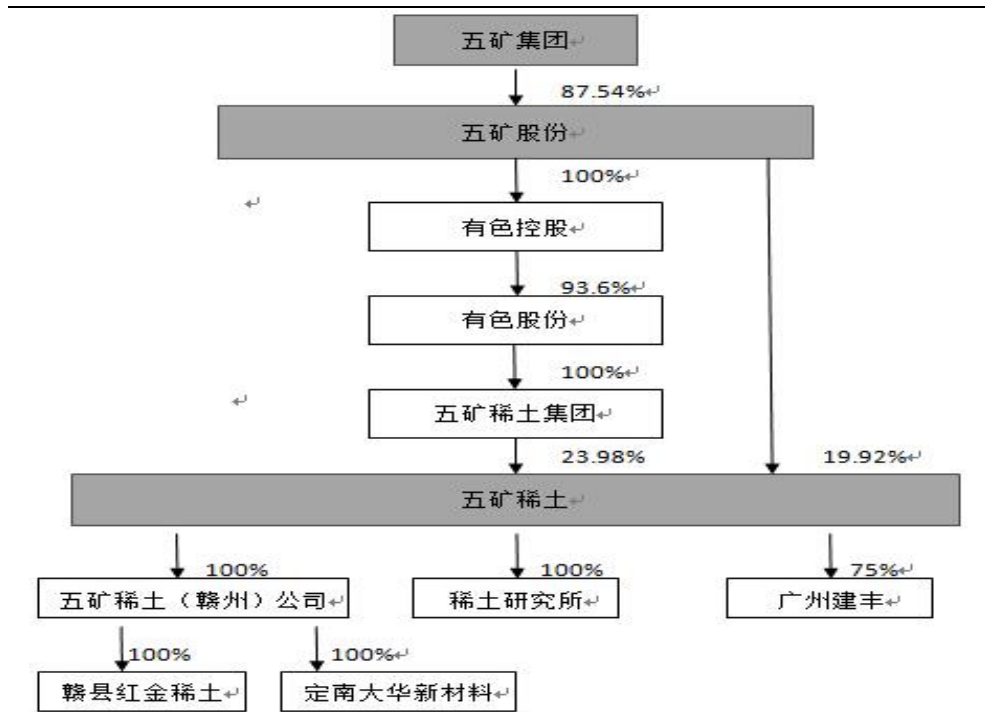 五矿集团
87.54%
五矿股份
100%
有色控股
93.6%
有色股份
100%
五矿稀土集团
23.98%
19.92%
五矿稀土
100%
100%
75%
五矿稀土（赣州）公司
稀土研究所
广州建丰
100%
100%
赣县红金稀土
定南大华新材料